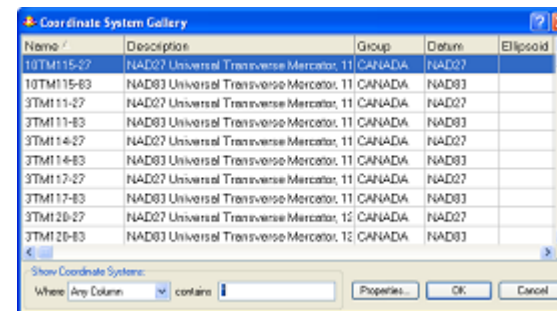 Coordinate System Gallery
Name Description Group Datum Ellipsoid
10TM115-27 NAD27 Universal Transverse Mercator, 11 CANADA NAD27
10TM115-83 NAD83 Universal Transverse Mercator, 11 CANADA NAD83
3TM111-27 NAD27 Universal Transverse Mercator, 11 CANADA NAD27
3TM111-83 NAD83 Universal Transverse Mercator, 11 CANADA NAD83
3TM114-27 NAD27 Universal Transverse Mercator, 11 CANADA NAD27
3TM114-83 NAD83 Universal Transverse Mercator, 11 CANADA NAD83
3TM117-27 NAD27 Universal Transverse Mercator, 11 CANADA NAD27
3TM117-83 NAD83 Universal Transverse Mercator, 11 CANADA NAD83
3TM120-27 NAD27 Universal Transverse Mercator, 12 CANADA NAD27
3TM120-83 NAD83 Universal Transverse Mercator, 12 CANADA NAD83
Show Coordinate Systems:
Where Any Column contains Properties... OK Cancel